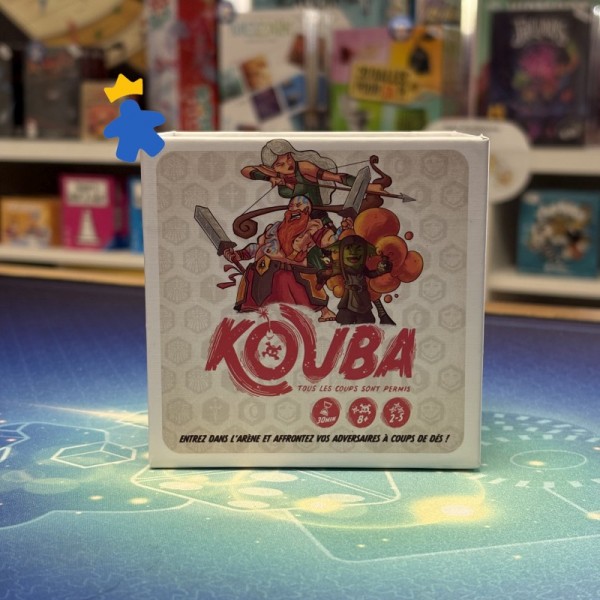 KOUBA
TOUS LES COUPS SONT PERMIS
30MIN 8+ 2-5
ENTREZ DANS L'ARÈNE ET AFFRONTEZ VOS ADVERSAIRES À COUPS DE DÉS !